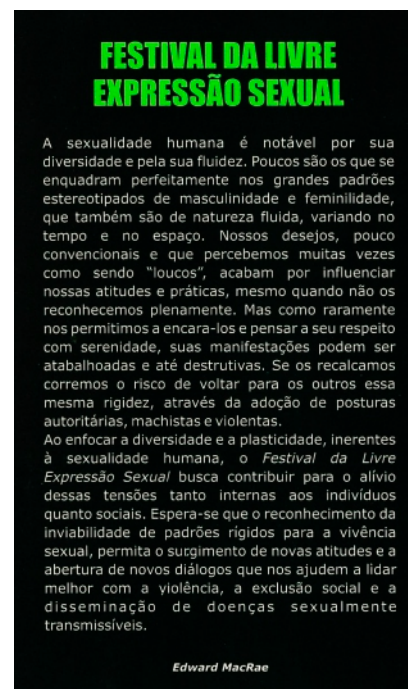 FESTIVAL DA LIVRE
EXPRESSÃO SEXUAL
A sexualidade humana é notável por sua
diversidade e pela sua fluidez. Poucos são os que se
enquadram perfeitamente nos grandes padrões
estereotipados de masculinidade e feminilidade,
que também são de natureza fluida, variando no
tempo e no espaço. Nossos desejos, pouco
convencionais e que percebemos muitas vezes
como sendo “loucos”, acabam por influenciar
nossas atitudes e práticas, mesmo quando não os
reconhecemos plenamente. Mas como raramente
nos permitimos a encara-los e pensar a seu respeito
com serenidade, suas manifestações podem ser
atabalhoadas e até destrutivas. Se os recalcamos
corremos o risco de voltar para os outros essa
mesma rigidez, através da adoção de posturas
autoritárias, machistas e violentas.
Ao enfocar a diversidade e a plasticidade, inerentes
à sexualidade humana, o Festival da Livre
Expressão Sexual busca contribuir para o alívio
dessas tensões tanto internas aos indivíduos
quanto sociais. Espera-se que o reconhecimento da
inviabilidade de padrões rígidos para a vivência
sexual, permita o surgimento de novas atitudes e a
abertura de novos diálogos que nos ajudem a lidar
melhor com a violência, a exclusão social e a
disseminação de doenças sexualmente
transmissíveis.
Edward MacRae